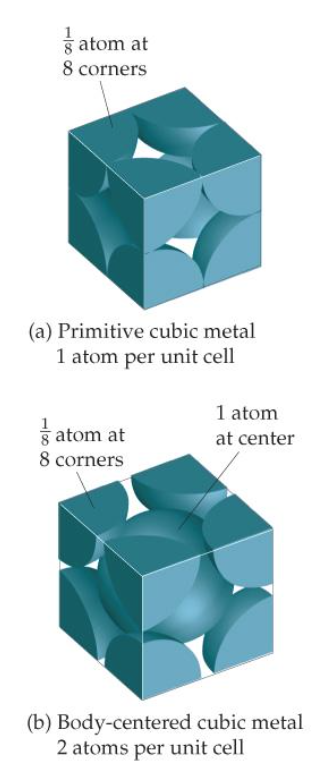 1/8 atom at
8 corners
(a) Primitive cubic metal
1 atom per unit cell
1/8 atom at
8 corners
1 atom
at center
(b) Body-centered cubic metal
2 atoms per unit cell